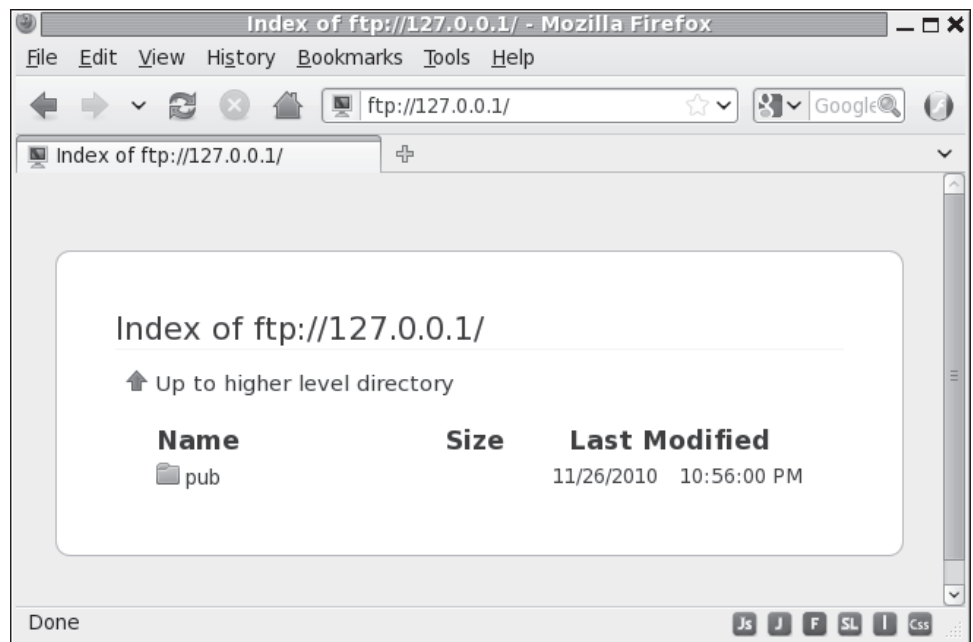 Index of ftp://127.0.0.1/ - Mozilla Firefox
File Edit View History Bookmarks Tools Help
ftp://127.0.0.1/ Google
Index of ftp://127.0.0.1/
Index of ftp://127.0.0.1/
Up to higher level directory
Name Size Last Modified
pub 11/26/2010 10:56:00 PM
Done Js J F SL I Css